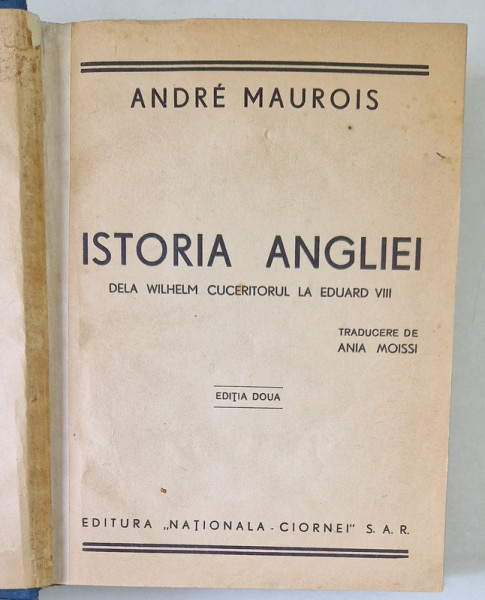 ANDRÉ MAUROIS
ISTORIA ANGLIEI
DELA WILHELM CUCERITORUL LA EDUARD VIII
TRADUCERE DE
ANIA MOISSI
EDIȚIA DOUA
EDITURA „NAȚIONALA - CIORNEI" S. A. R.